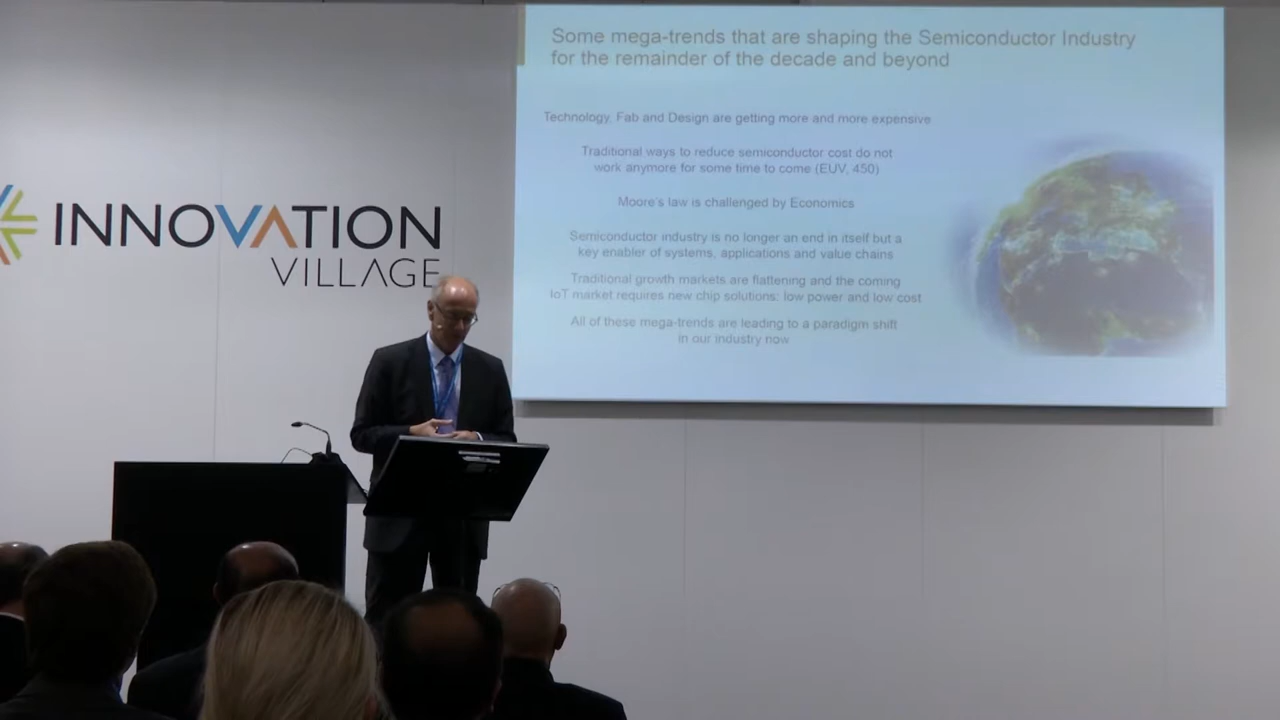 INNOVATION
VILLAGE
Some mega-trends that are shaping the Semiconductor Industry
for the remainder of the decade and beyond
Technology, Fab and Design are getting more and more expensive
Traditional ways to reduce semiconductor cost do not
work anymore for some time to come (EUV, 450)
Moore's law is challenged by Economics
Semiconductor industry is no longer an end in itself but a
key enabler of systems, applications and value chains
Traditional growth markets are flattening and the coming
IoT market requires new chip solutions: low power and low cost
All of these mega-trends are leading to a paradigm shift
in our industry now